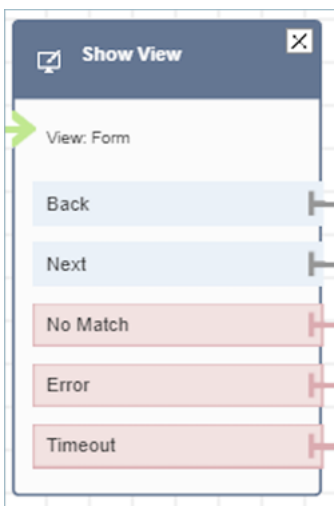 Show View
View: Form
Back
Next
No Match
Error
Timeout